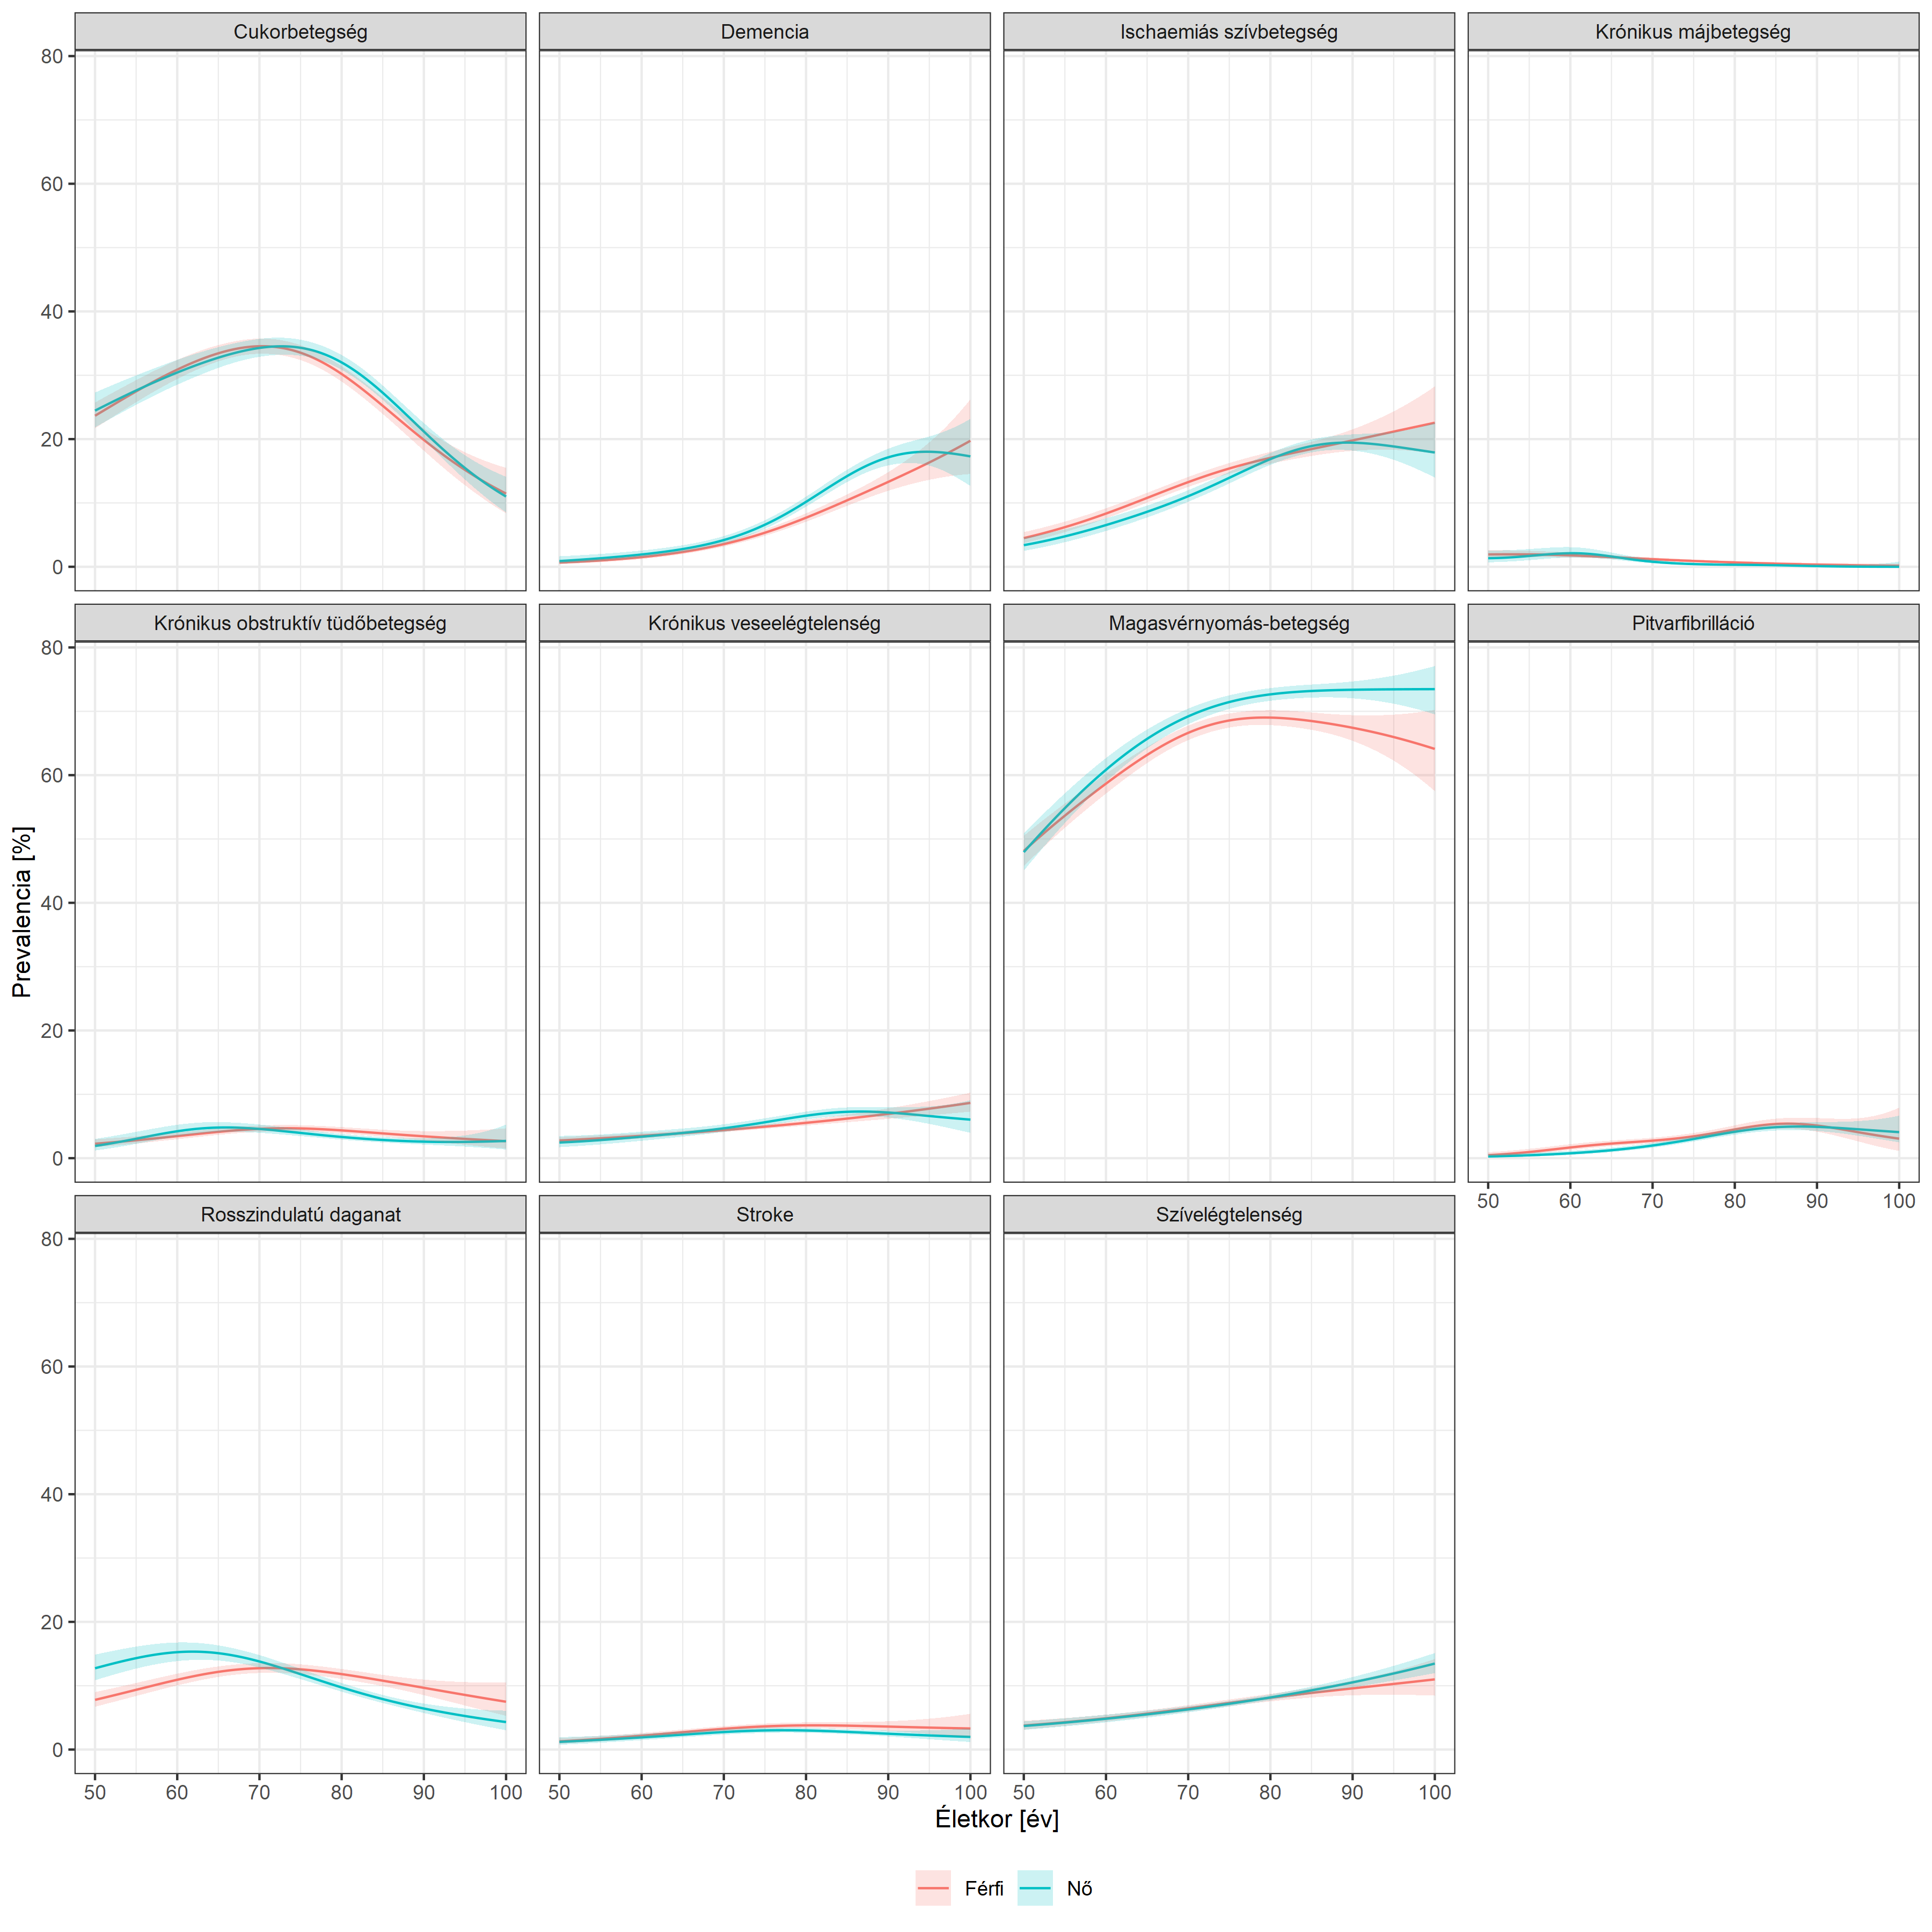 Cukorbetegség
Demencia
Ischaemiás szívbetegség
Krónikus májbetegség
80
60
40
20
0
Krónikus obstruktív tüdőbetegség
Krónikus veseelégtelenség
Magasvérnyomás-betegség
Pitvarfibrilláció
80
60
40
20
0
50 60 70 80 90 100
Rosszindulatú daganat
Stroke
Szívelégtelenség
80
60
40
20
0
50 60 70 80 90 100
50 60 70 80 90 100
50 60 70 80 90 100
Prevalencia [%]
Életkor [év]
Férfi
Nő